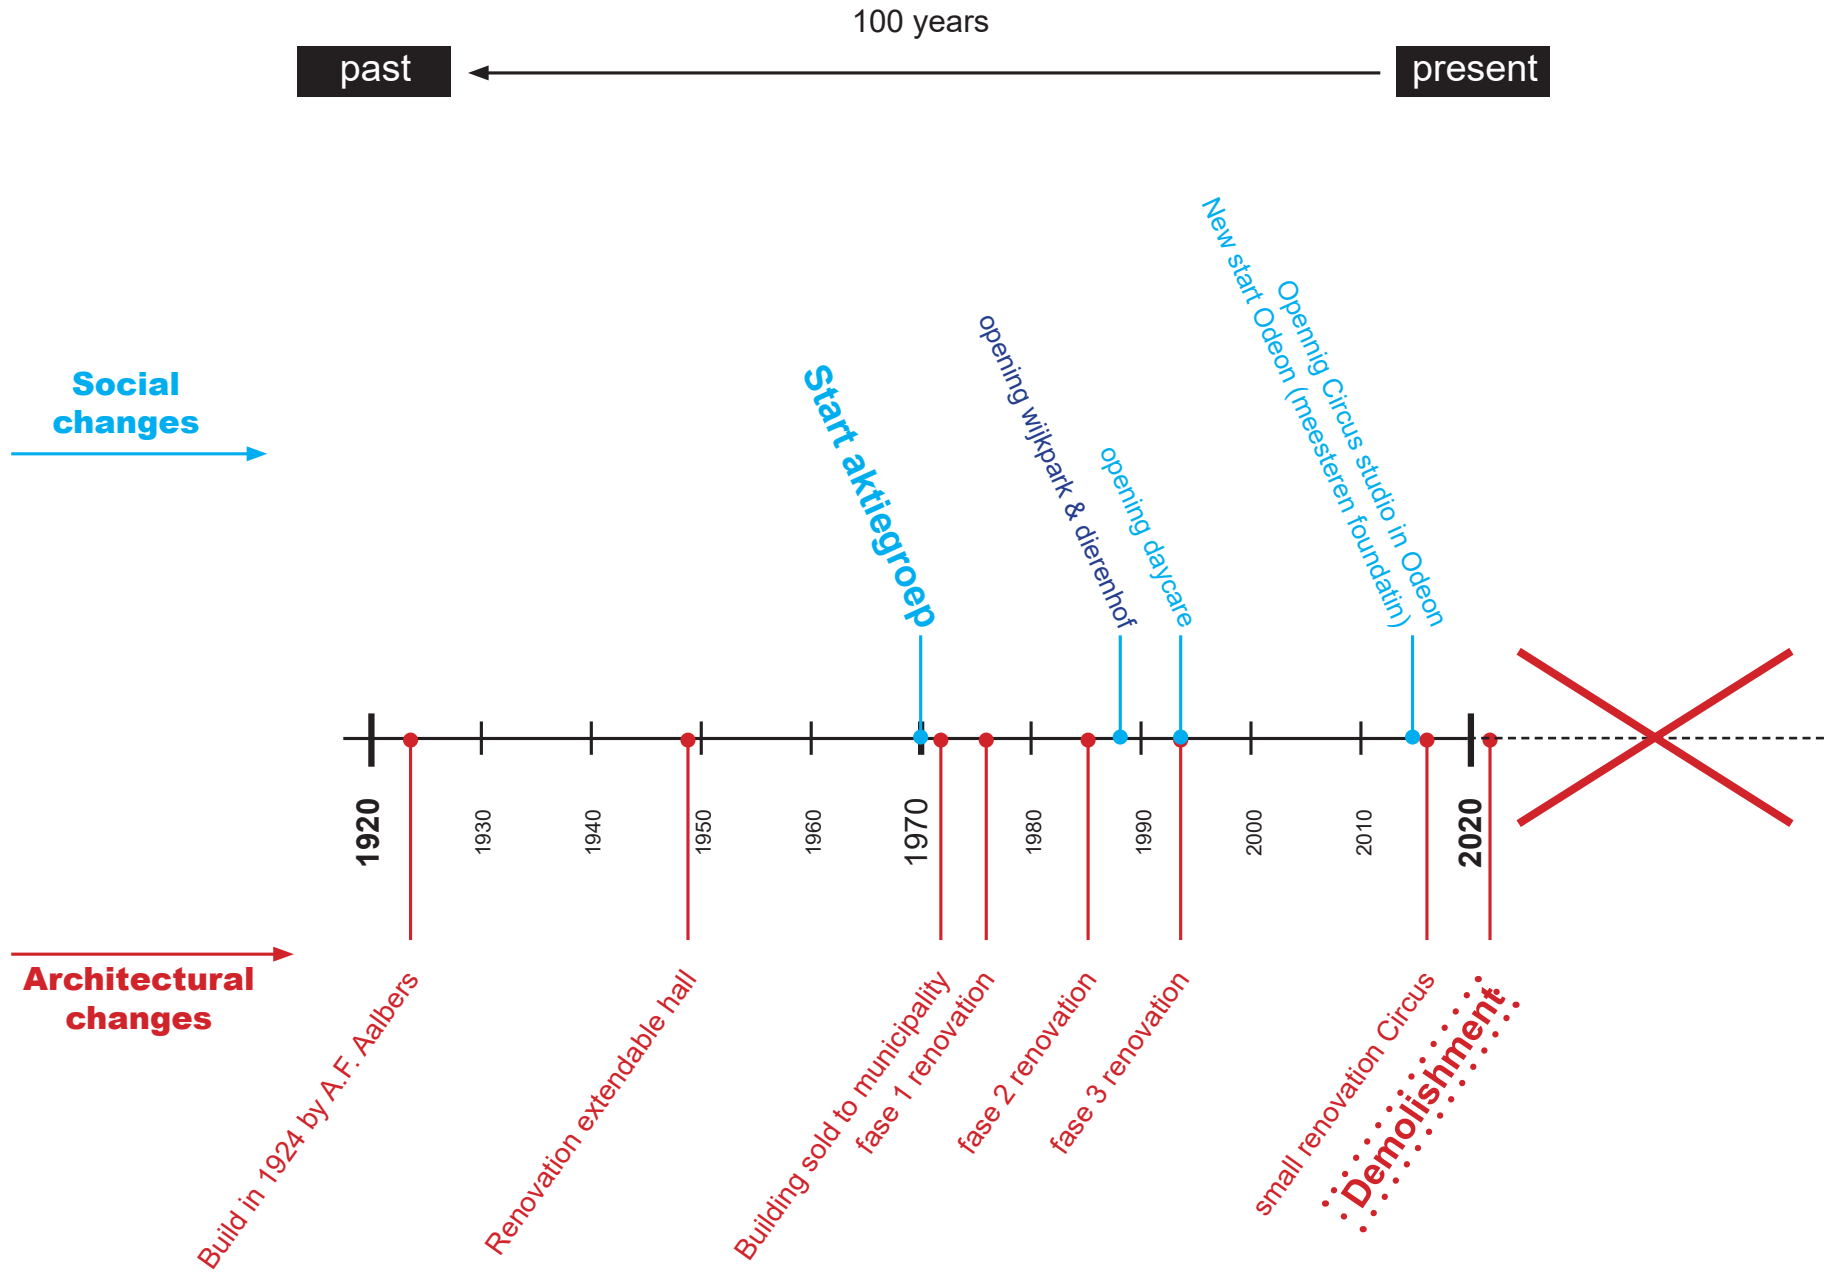 100 years
past
present
Social
changes
Start aktiegroep
opening wijkpark & dierenhof
opening daycare
New start Odeon (meesteren foundatin)
Opennig Circus studio in Odeon
1920
1930
1940
1950
1960
1970
1980
1990
2000
2010
2020
Architectural
changes
Build in 1924 by A.F. Aalbers
Renovation extendable hall
Building sold to municipality
fase 1 renovation
fase 2 renovation
fase 3 renovation
small renovation Circus
Demolishment